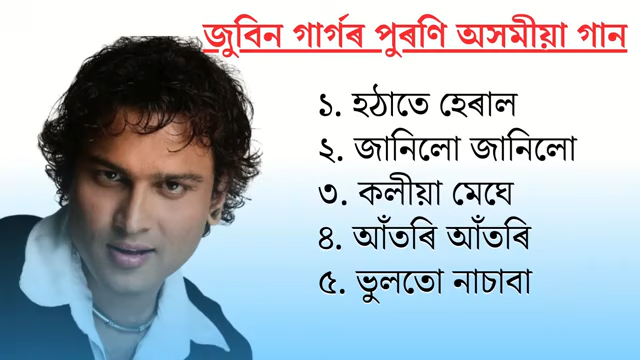 জুবিন গাৰ্গৰ পুৰণি অসমীয়া গান
১. হঠাতে হেৰাল
২. জানিলো জানিলো
৩. কলীয়া মেঘে
৪. আঁতৰি আঁতৰি
৫. ভুলতো নাচাবা